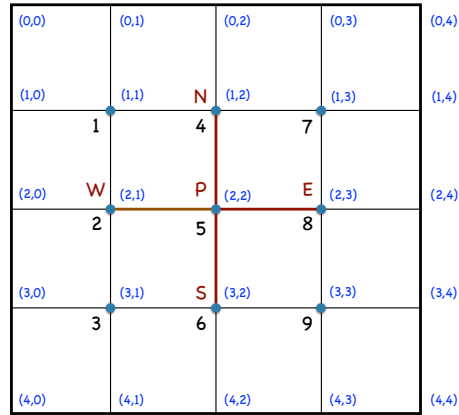 (0,0) (0,1) (0,2) (0,3) (0,4)
(1,0) (1,1) N (1,2) (1,3) (1,4)
1 4 7
(2,0) W (2,1) P (2,2) E (2,3) (2,4)
2 5 8
(3,0) (3,1) S (3,2) (3,3) (3,4)
3 6 9
(4,0) (4,1) (4,2) (4,3) (4,4)